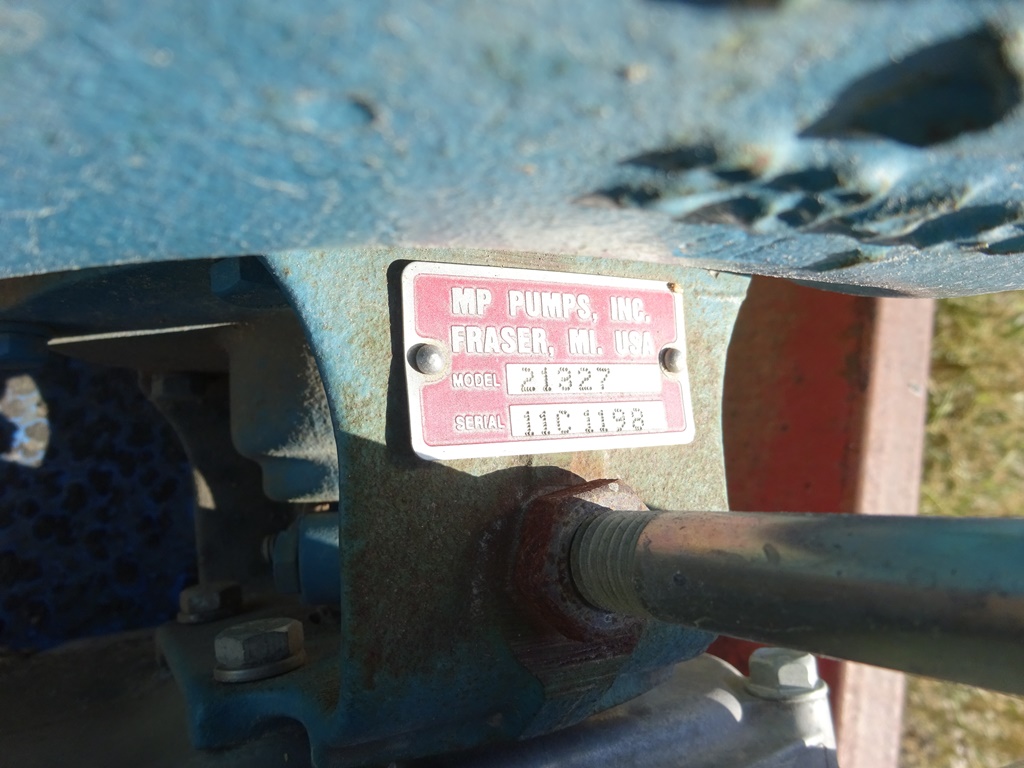 MP PUMPS, INC.
FRASER, MI. USA
MODEL 21327
SERIAL 11C 1198